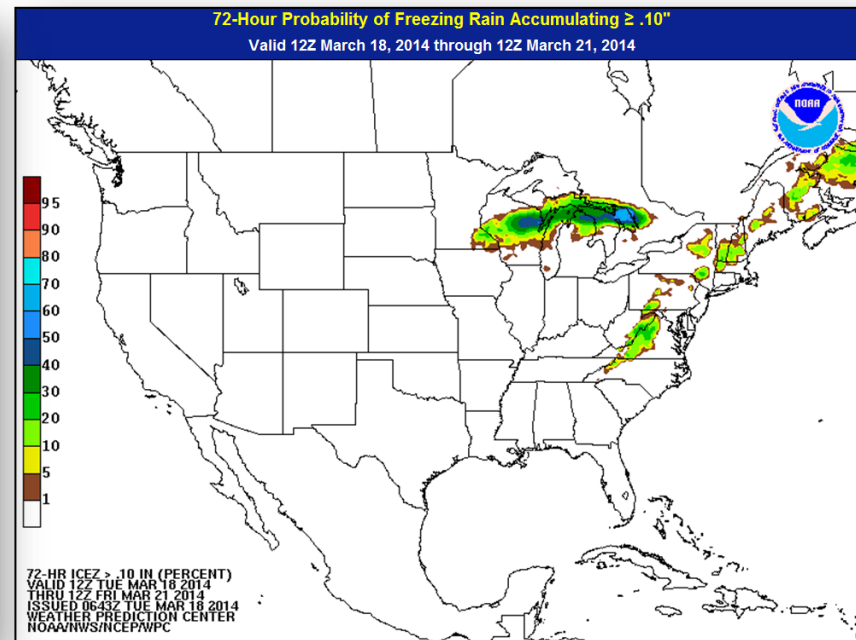 72-Hour Probability of Freezing Rain Accumulating ≥ .10"
Valid 12Z March 18, 2014 through 12Z March 21, 2014
NOAA
95
90
80
70
60
50
40
30
20
10
5
1
72-HR ICEZ > .10 IN (PERCENT)
VALID 12Z TUE MAR 18 2014
THRU 12Z FRI MAR 21 2014
ISSUED 0643Z TUE MAR 18 2014
WEATHER PREDICTION CENTER
NOAA/NWS/NCEP/WPC